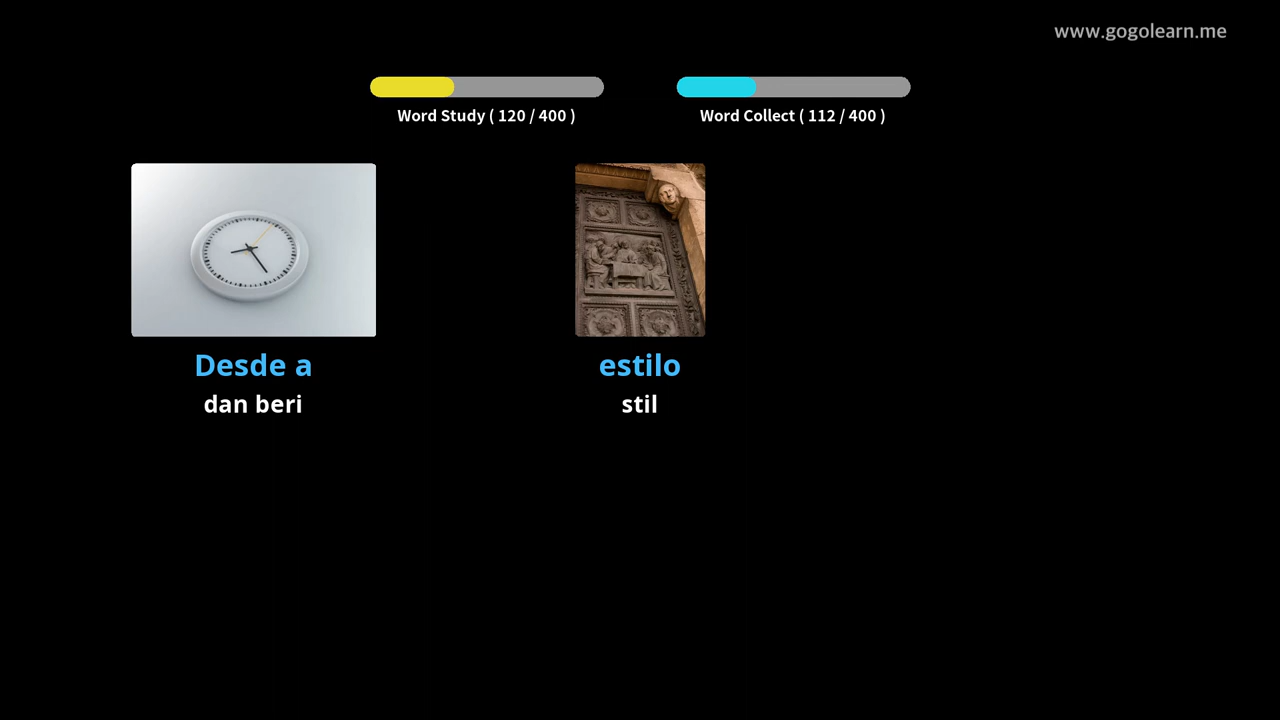 www.gogolearn.me
Word Study ( 120 / 400 )
Word Collect ( 112 / 400 )
Desde a
dan beri
estilo
stil